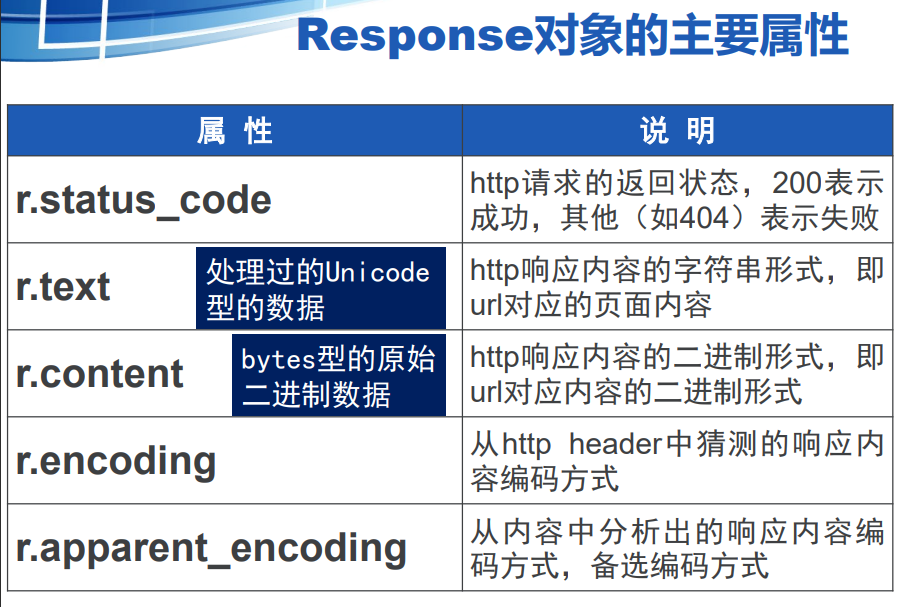 Response对象的主要属性
属 性
说 明
r.status_code
http请求的返回状态，200表示
成功，其他（如404）表示失败
r.text
处理过的Unicode
型的数据
http响应内容的字符串形式，即
url对应的页面内容
r.content
bytes型的原始
二进制数据
http响应内容的二进制形式，即
url对应内容的二进制形式
r.encoding
从http header中猜测的响应内
容编码方式
r.apparent_encoding
从内容中分析出的响应内容编
码方式，备选编码方式